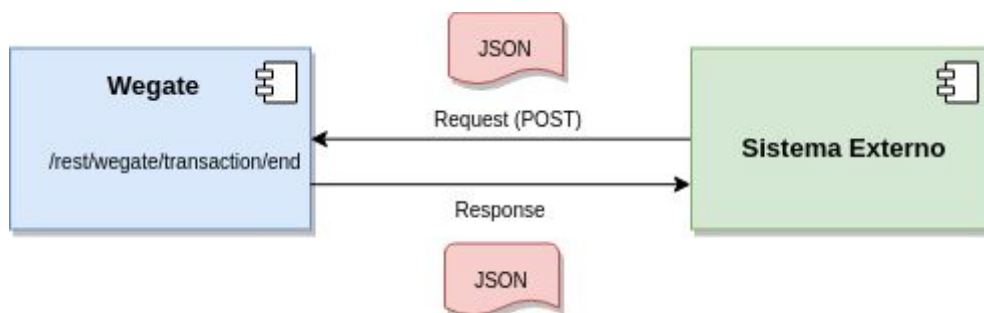 JSON
Wegate
Request (POST)
/rest/wegate/transaction/end
Sistema Externo
Response
JSON